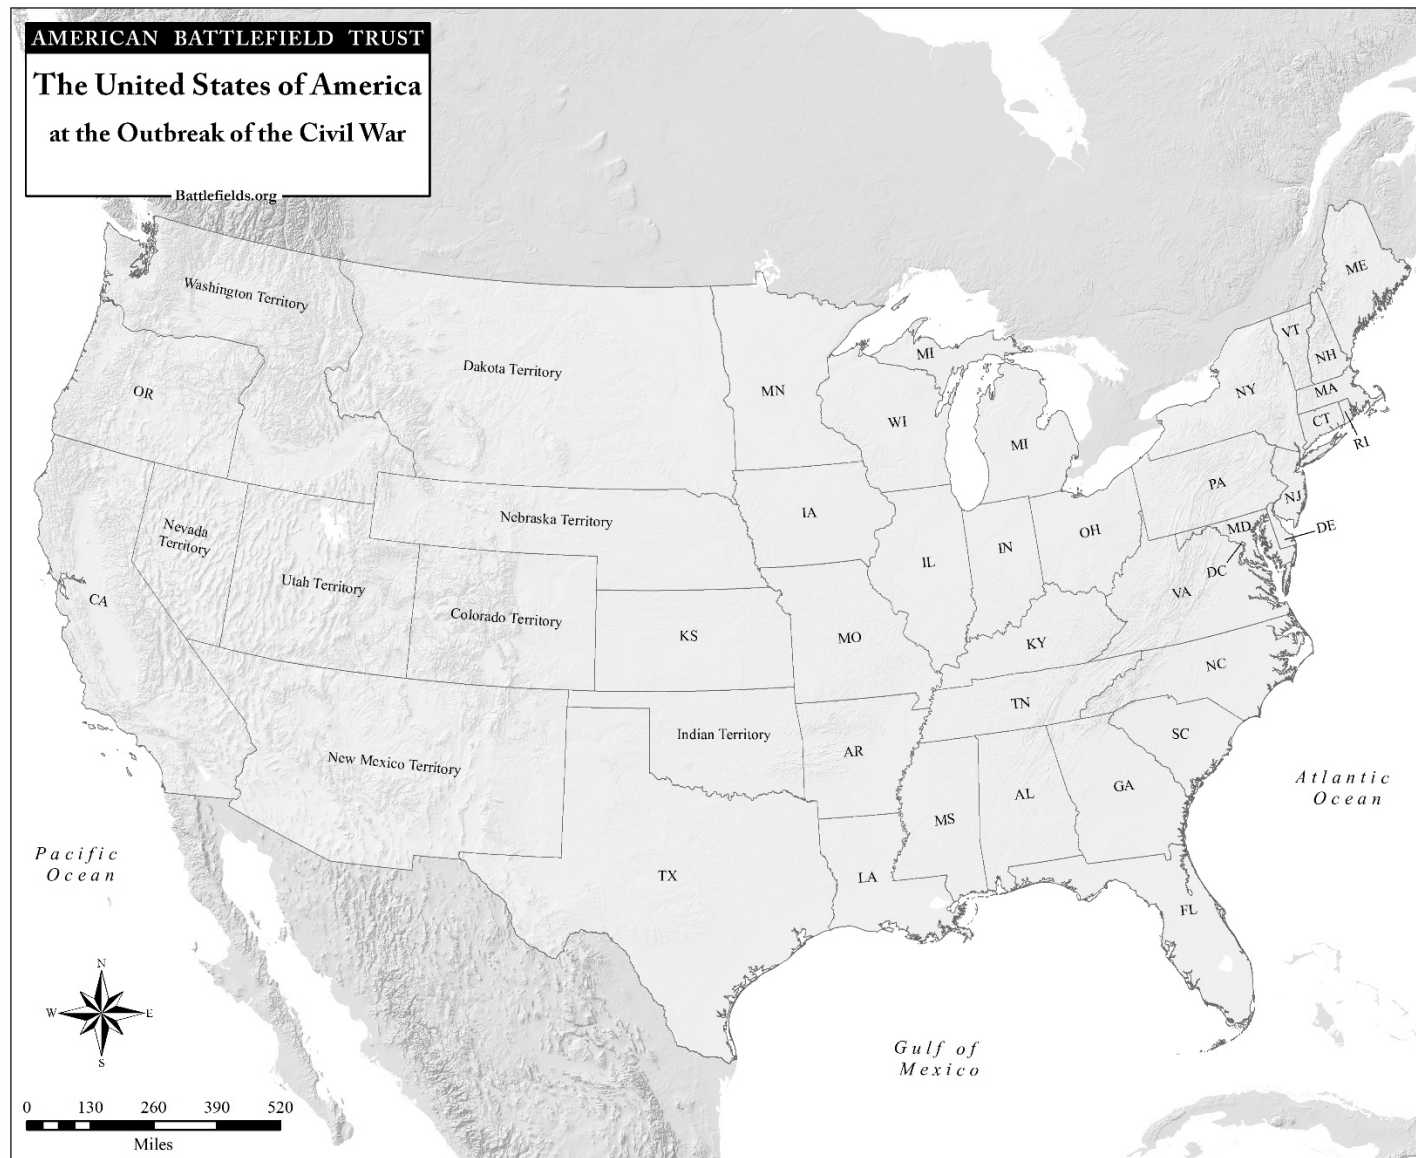 AMERICAN BATTLEFIELD TRUST
The United States of America
at the Outbreak of the Civil War
Battlefields.org
Washington Territory
OR
Dakota Territory
MN
WI
MI
MI
ME
VT
NH
NY
MA
CT
RI
PA
NJ
DE
MD
DC
Nebraska Territory
IA
IL
IN
OH
Nevada
Territory
Utah Territory
CA
Colorado Territory
KS
MO
KY
VA
NC
TN
SC
New Mexico Territory
Indian Territory
AR
MS
AL
GA
Atlantic
Ocean
Pacific
Ocean
TX
LA
FL
N
W
E
S
Gulf of
Mexico
0 130 260 390 520
Miles